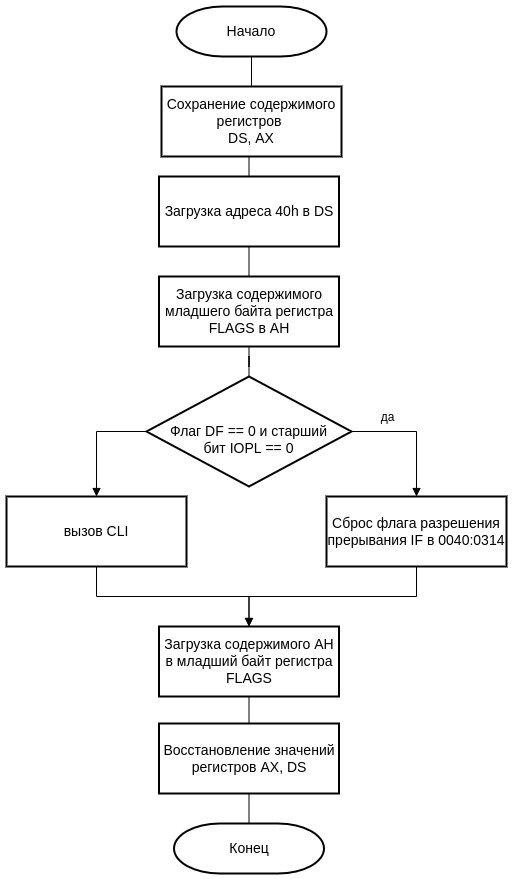 Начало
Сохранение содержимого
регистров
DS, AX
Загрузка адреса 40h в DS
Загрузка содержимого
младшего байта регистра
FLAGS в AH
Флаг DF == 0 и старший
бит IOPL == 0
да
вызов CLI
Сброс флага разрешения
прерывания IF в 0040:0314
Загрузка содержимого AH
в младший байт регистра
FLAGS
Восстановление значений
регистров AX, DS
Конец